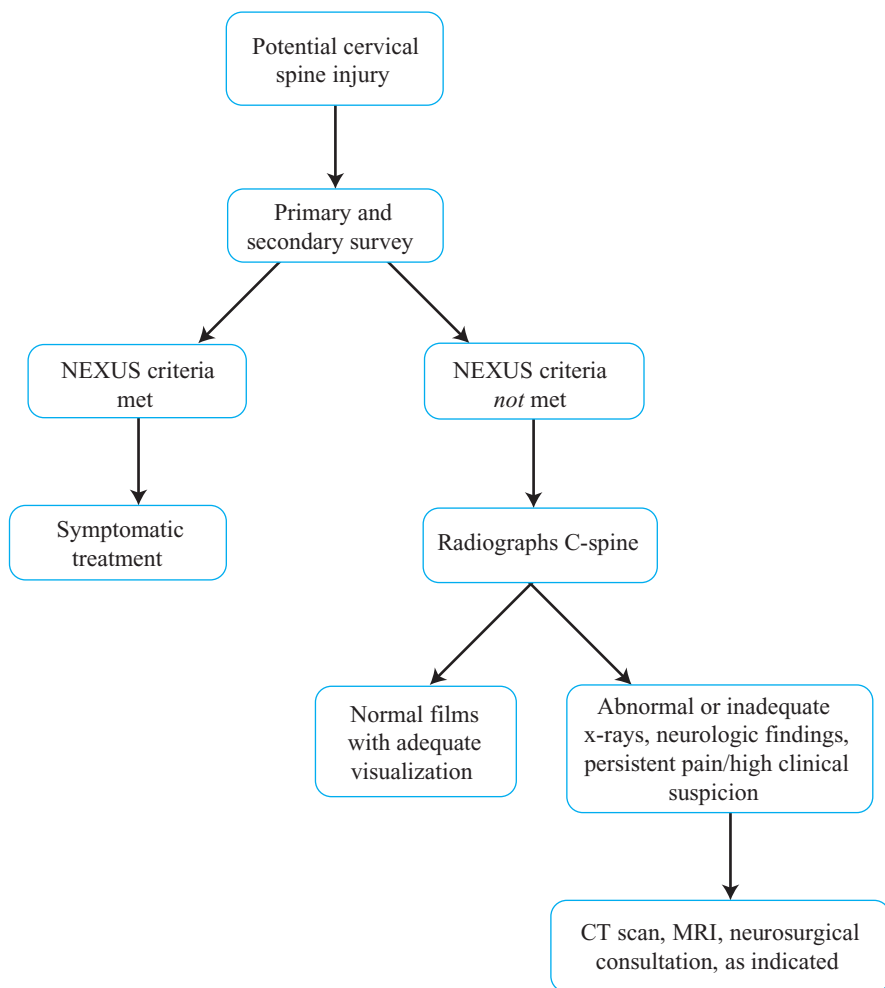 Potential cervical
spine injury
Primary and
secondary survey
NEXUS criteria
met
NEXUS criteria
not met
Symptomatic
treatment
Radiographs C-spine
Normal films
with adequate
visualization
Abnormal or inadequate
x-rays, neurologic findings,
persistent pain/high clinical
suspicion
CT scan, MRI, neurosurgical
consultation, as indicated